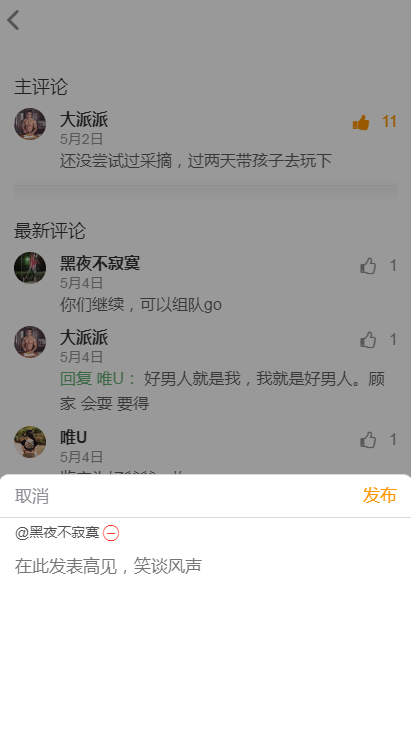 主评论
大派派
11
5月2日
还没尝试过采摘，过两天带孩子去玩下
最新评论
黑夜不寂寞
1
5月4日
你们继续，可以组队go
大派派
1
5月4日
回复 唯U： 好男人就是我，我就是好男人。顾
家 会耍 要得
唯U
1
5月4日
取消
发布
@黑夜不寂寞
在此发表高见，笑谈风声